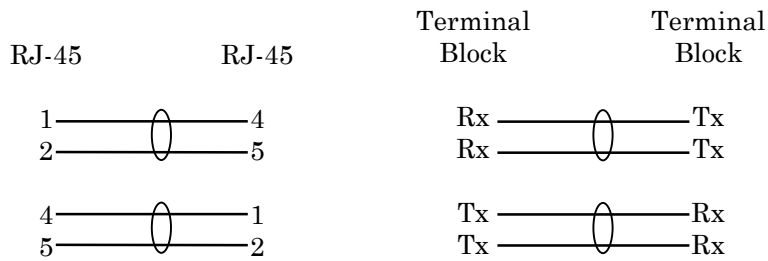 RJ-45 RJ-45
Terminal Block Terminal Block
1 4
2 5
4 1
5 2
Rx Tx
Rx Tx
Tx Rx
Tx Rx